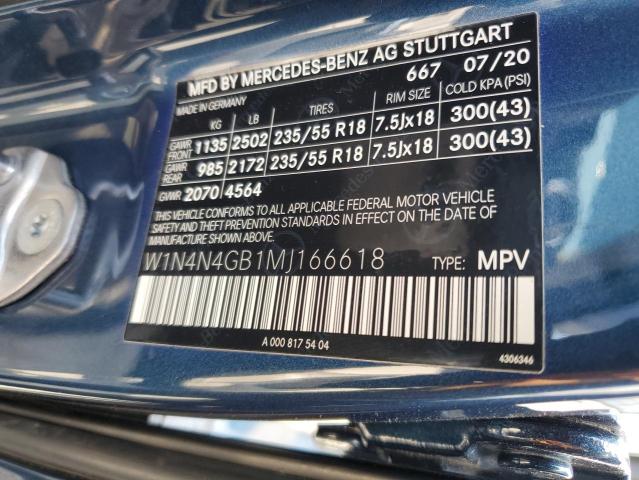 MFD BY MERCEDES-BENZ AG STUTTGART
MADE IN GERMANY 667 07/20
KG LB TIRES RIM SIZE COLD KPA(PSI)
GAWR FRONT 1135 2502 235/55 R18 7.5Jx18 300(43)
GAWR REAR 985 2172 235/55 R18 7.5Jx18 300(43)
GVWR 2070 4564
THIS VEHICLE CONFORMS TO ALL APPLICABLE FEDERAL MOTOR VEHICLE
SAFETY AND THEFT PREVENTION STANDARDS IN EFFECT ON THE DATE OF
MANUFACTURE SHOWN ABOVE.
W1N4N4GB1MJ166618 TYPE: MPV
A 000 817 54 04
4306346